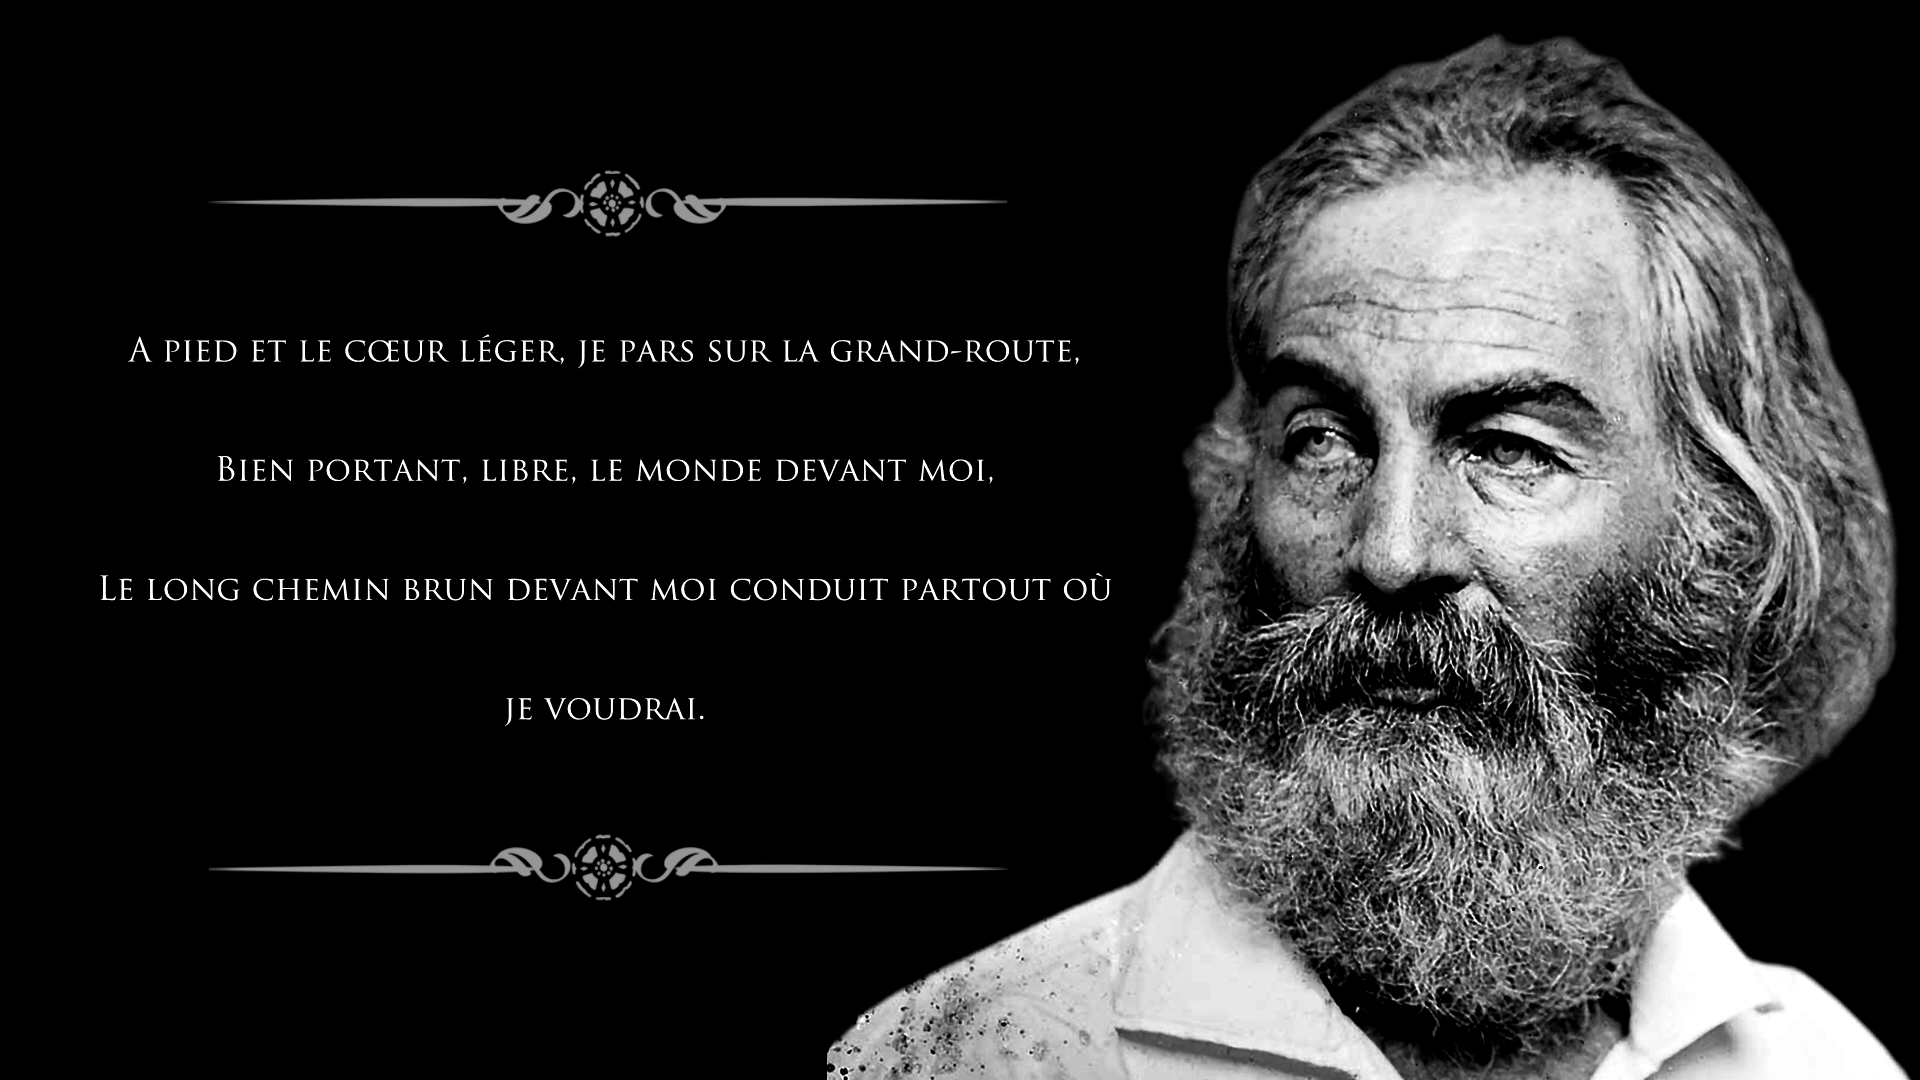 A pied et le cœur léger, je pars sur la grand-route,
Bien portant, libre, le monde devant moi,
Le long chemin brun devant moi conduit partout où
je voudrai.